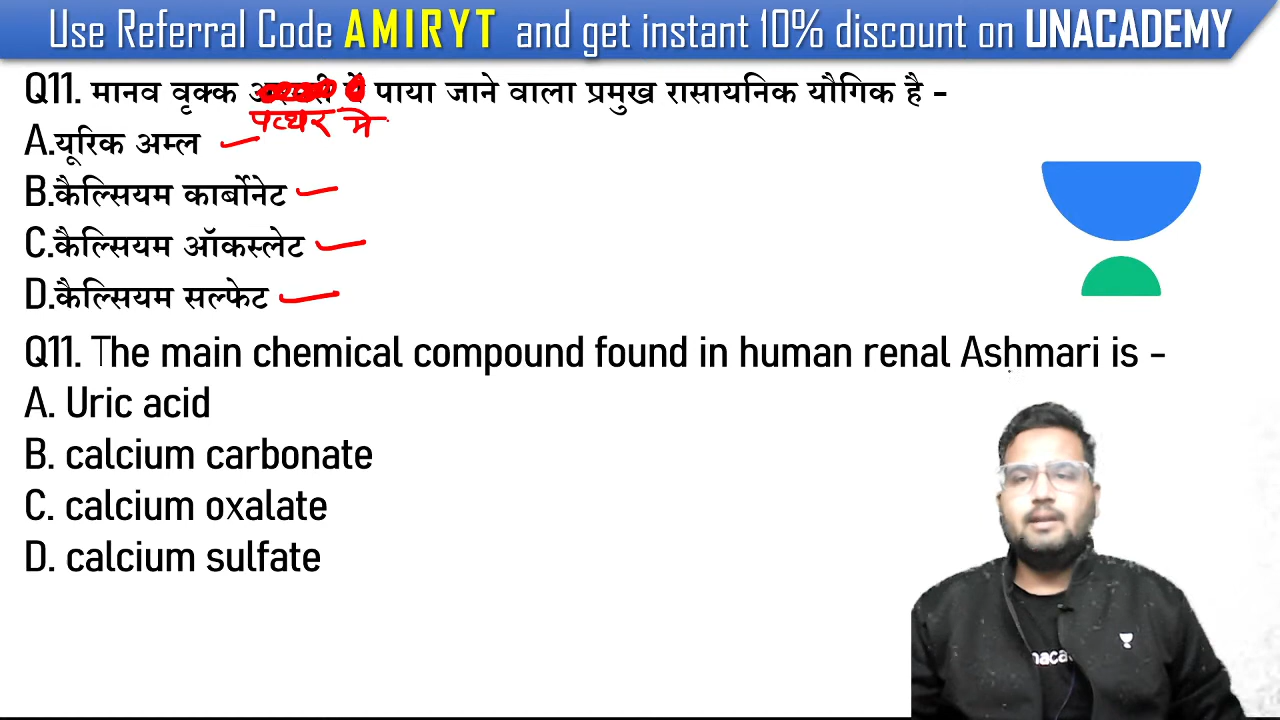 Use Referral Code AMIRYT and get instant 10% discount on UNACADEMY
Q11. मानव वृक्क पाया जाने वाला प्रमुख रासायनिक यौगिक है -
पत्थर में
A.यूरिक अम्ल
B.कैल्सियम कार्बोनेट
C.कैल्सियम ऑकस्लेट
D.कैल्सियम सल्फेट
Q11. The main chemical compound found in human renal Ashmari is -
A. Uric acid
B. calcium carbonate
C. calcium oxalate
D. calcium sulfate